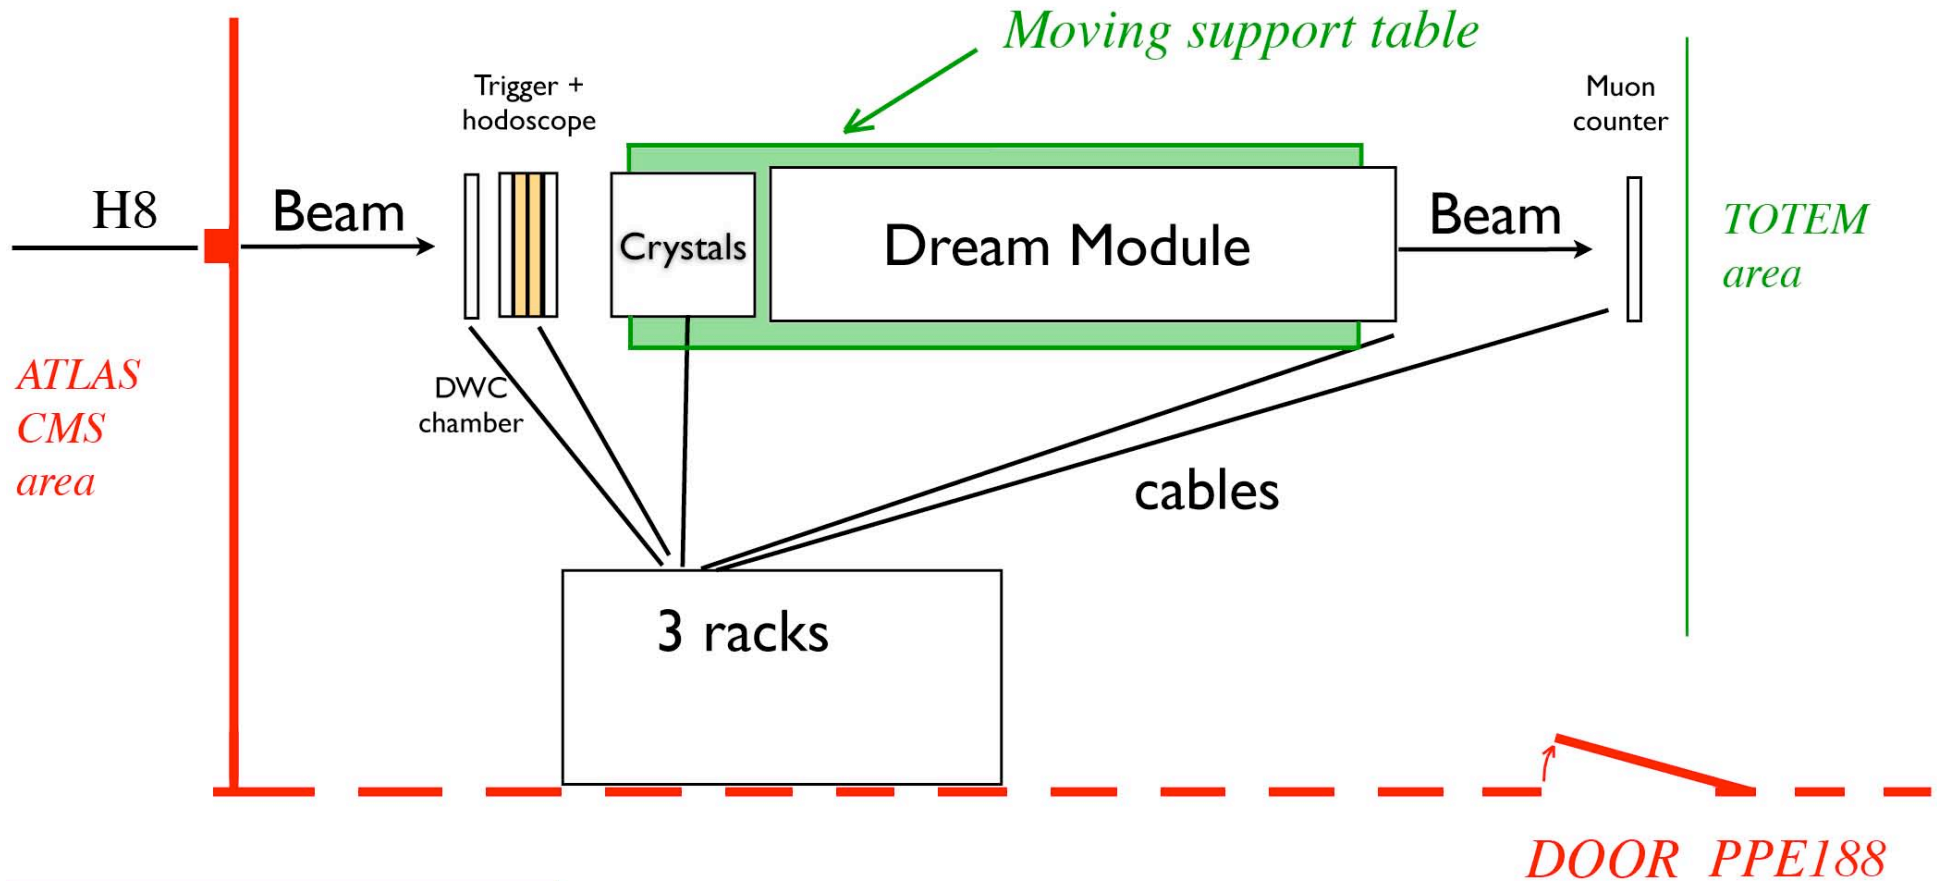 Moving support table
Trigger +
hodoscope
Muon
counter
H8
Beam
Crystals
Dream Module
Beam
TOTEM
area
ATLAS
CMS
area
DWC
chamber
cables
3 racks
DOOR PPE188